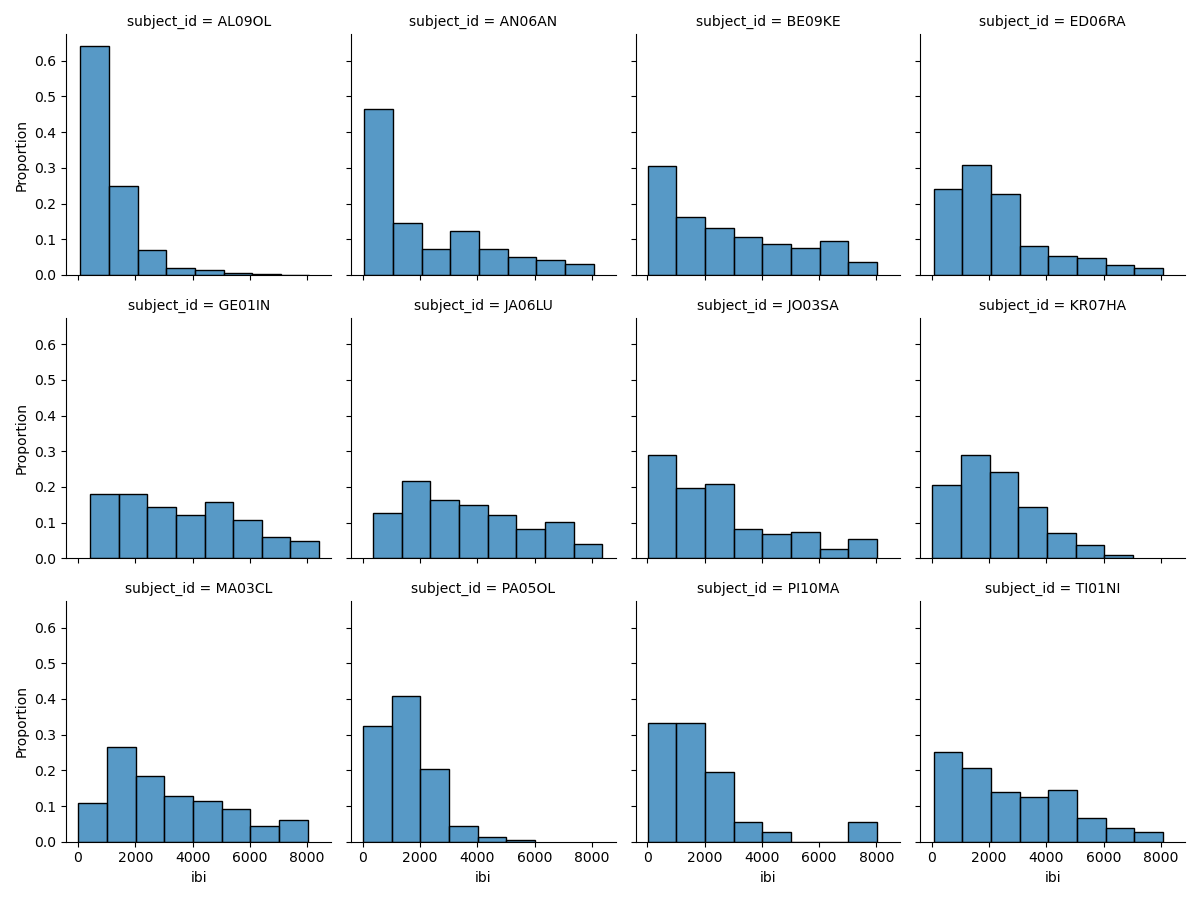 subject_id = AL09OL
subject_id = AN06AN
subject_id = BE09KE
subject_id = ED06RA
0.6
0.5
0.4
0.3
0.2
0.1
0.0
Proportion
subject_id = GE01IN
subject_id = JA06LU
subject_id = JO03SA
subject_id = KR07HA
0.6
0.5
0.4
0.3
0.2
0.1
0.0
Proportion
subject_id = MA03CL
subject_id = PA05OL
subject_id = PI10MA
subject_id = TI01NI
0.6
0.5
0.4
0.3
0.2
0.1
0.0
Proportion
0 2000 4000 6000 8000
0 2000 4000 6000 8000
0 2000 4000 6000 8000
0 2000 4000 6000 8000
ibi
ibi
ibi
ibi